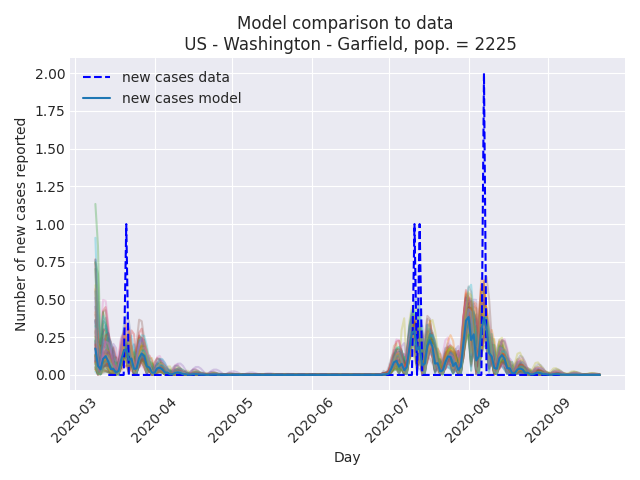 Model comparison to data
US - Washington - Garfield, pop. = 2225
new cases data
new cases model
Number of new cases reported
2.00
1.75
1.50
1.25
1.00
0.75
0.50
0.25
0.00
2020-03
2020-04
2020-05
2020-06
2020-07
2020-08
2020-09
Day